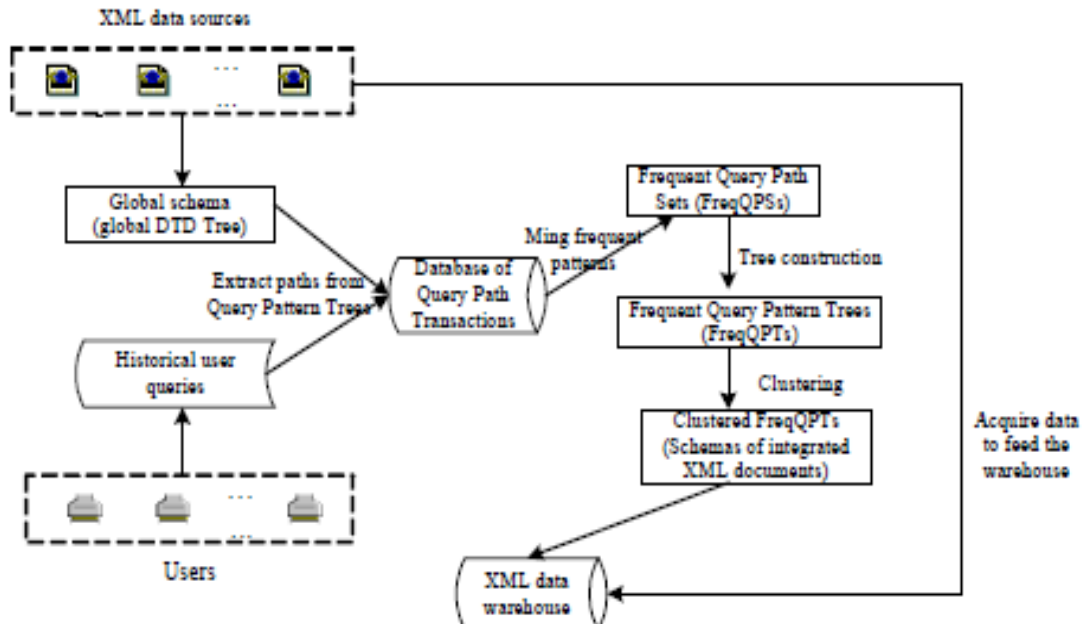 XML data sources
Global schema
(global DTD Tree)
Extract paths from
Query Pattern Trees
Historical user
queries
Users
Database of
Query Path
Transactions
Ming frequent
patterns
Frequent Query Path
Sets (FreqQPSs)
Tree construction
Frequent Query Pattern Trees
(FreqQPTs)
Clustering
Clustered FreqQPTs
(Schemas of integrated
XML documents)
Acquire data
to feed the
warehouse
XML data
warehouse